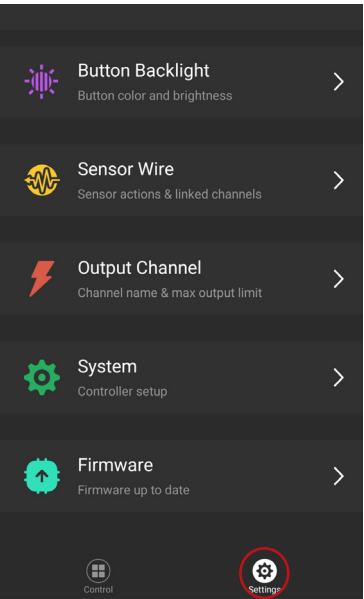 Button Backlight
Button color and brightness
Sensor Wire
Sensor actions & linked channels
Output Channel
Channel name & max output limit
System
Controller setup
Firmware
Firmware up to date
Control
Settings